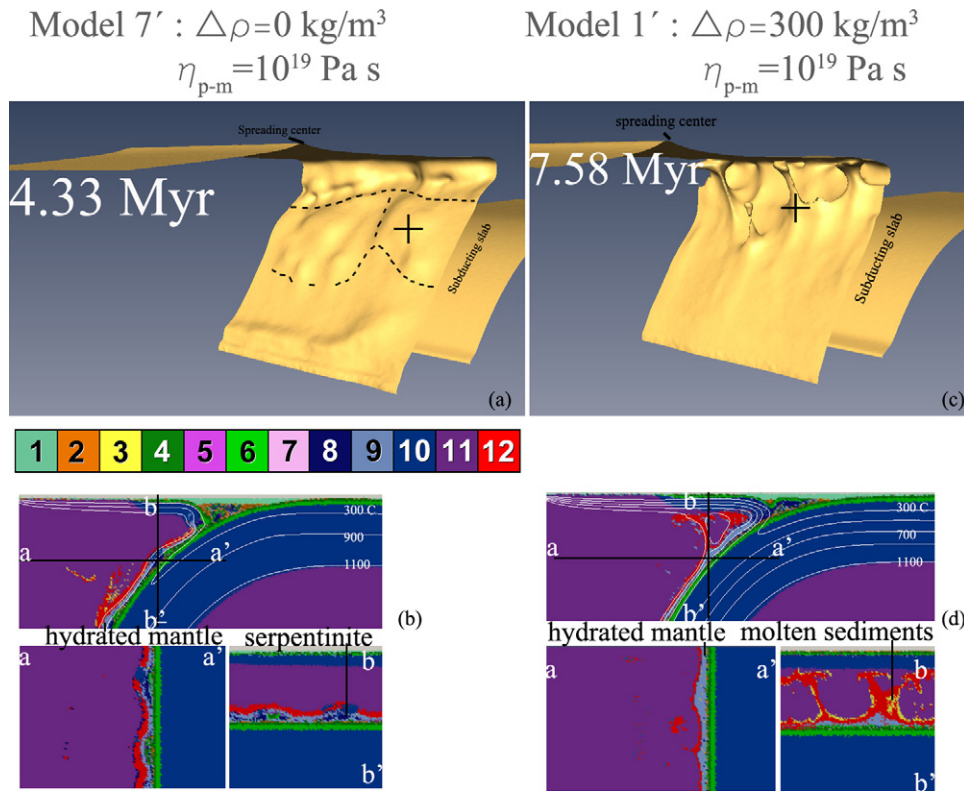 Model 7´ : △ρ=0 kg/m³
η_p-m=10¹⁹ Pa s
Model 1´ : △ρ=300 kg/m³
η_p-m=10¹⁹ Pa s
Spreading center
4.33 Myr
Subducting slab
(a)
spreading center
7.58 Myr
Subducting slab
(c)
1 2 3 4 5 6 7 8 9 10 11 12
b
300 C
900
1100
a
a'
b'
(b)
hydrated mantle
serpentinite
a
a'
b
b'
b
300 C
700
1100
a
a'
b'
(d)
hydrated mantle
molten sediments
a
a'
b
b'